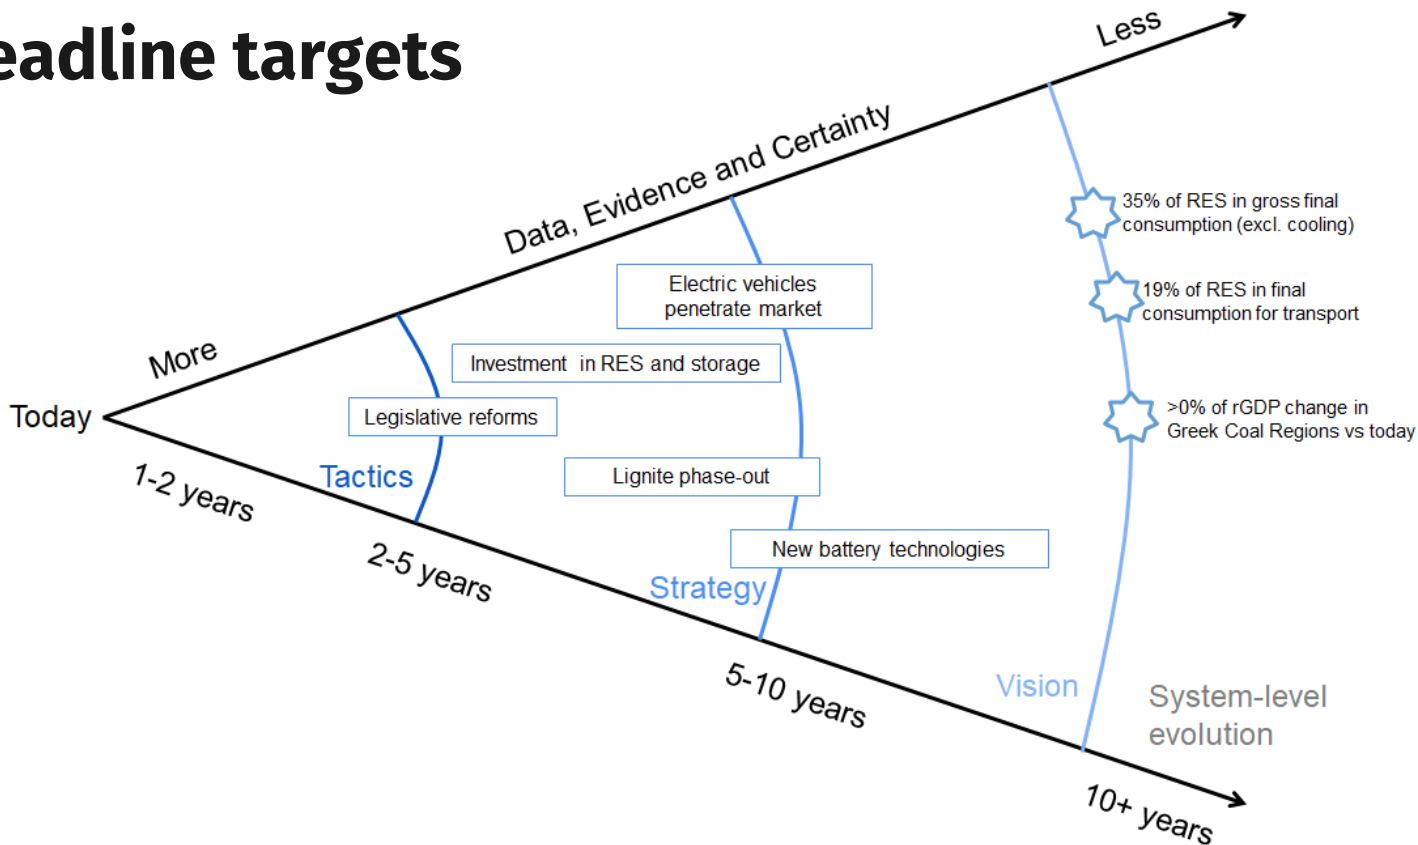 eadline targets
Less
Data, Evidence and Certainty
More
Today
35% of RES in gross final
consumption (excl. cooling)
19% of RES in final
consumption for transport
>0% of rGDP change in
Greek Coal Regions vs today
Electric vehicles
penetrate market
Investment in RES and storage
Legislative reforms
Lignite phase-out
New battery technologies
Tactics
Strategy
Vision
System-level
evolution
1-2 years
2-5 years
5-10 years
10+ years